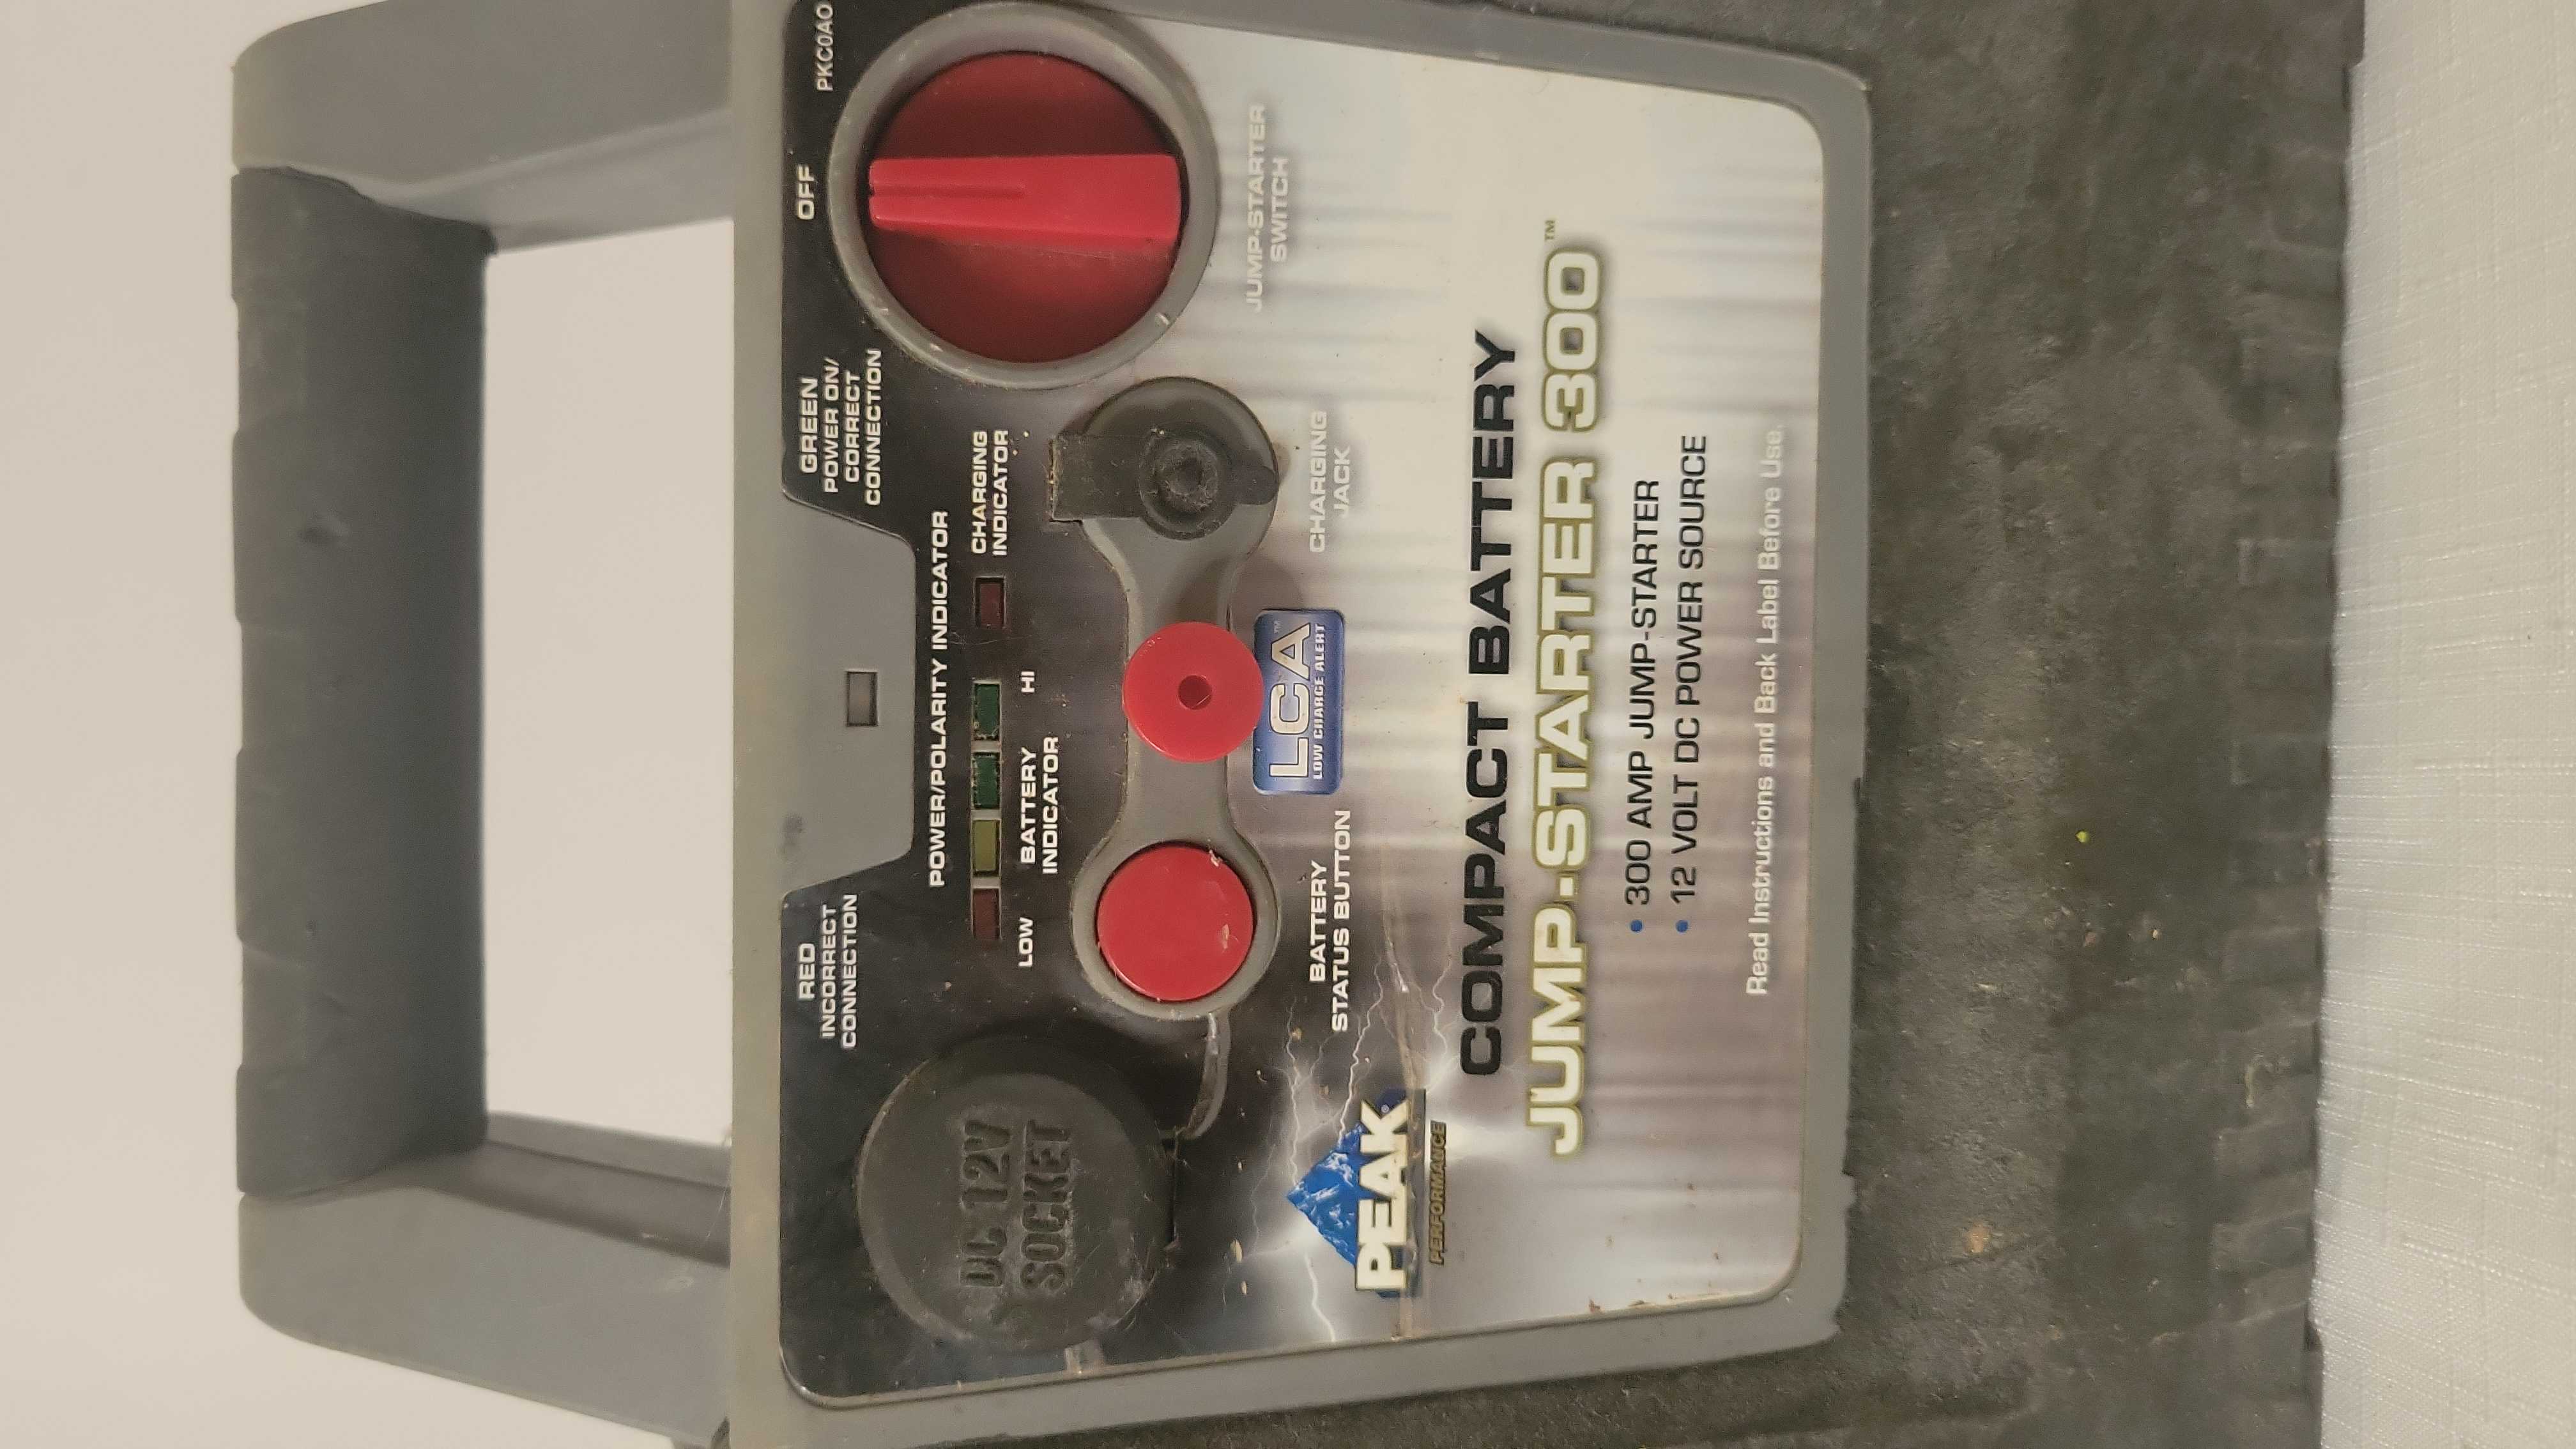 PKC0AO
OFF
GREEN
POWER ON/
CORRECT
CONNECTION
RED
INCORRECT
CONNECTION
POWER/POLARITY INDICATOR
CHARGING
INDICATOR
LOW
BATTERY
INDICATOR
HI
DC 12V
SOCKET
JUMP-STARTER
SWITCH
BATTERY
STATUS BUTTON
LCA™
LOW CHARGE ALERT
CHARGING
JACK
PEAK®
PERFORMANCE
COMPACT BATTERY
JUMP-STARTER 300™
• 300 AMP JUMP-STARTER
• 12 VOLT DC POWER SOURCE
Read Instructions and Back Label Before Use.